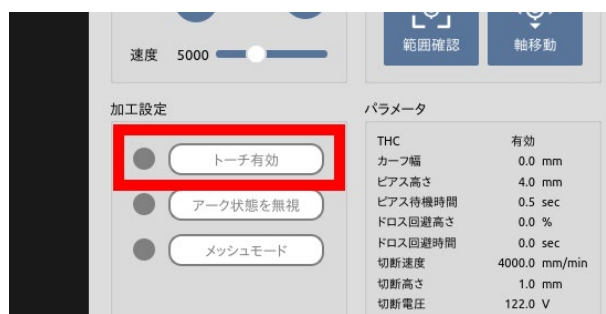 速度 5000
範囲確認
軸移動
加工設定
トーチ有効
アーク状態を無視
メッシュモード
パラメータ
THC 有効
カーフ幅 0.0 mm
ピアス高さ 4.0 mm
ピアス待機時間 0.5 sec
ドロス回避高さ 0.0 %
ドロス回避時間 0.0 sec
切断速度 4000.0 mm/min
切断高さ 1.0 mm
切断電圧 122.0 V